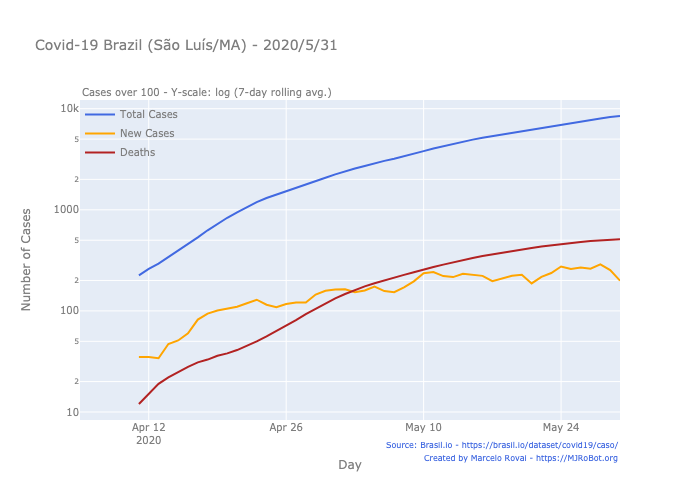 Covid-19 Brazil (São Luís/MA) - 2020/5/31
Cases over 100 - Y-scale: log (7-day rolling avg.)
Total Cases
New Cases
Deaths
10k
5
2
1000
5
2
100
5
2
10
Number of Cases
Apr 12
2020
Apr 26
May 10
May 24
Day
Source: Brasil.io - https://brasil.io/dataset/covid19/caso/
Created by Marcelo Rovai - https://MJRoBot.org